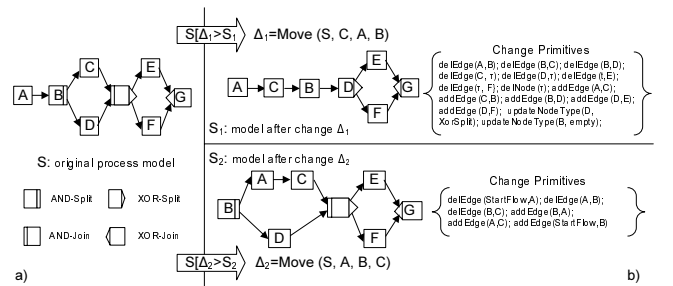 S[Δ1>S1
Δ1=Move (S, C, A, B)
A
B
C
D
E
F
G
S: original process model
AND-Split
XOR-Split
AND-Join
XOR-Join
a)
A
C
B
D
E
F
G
S1: model after change Δ1
Change Primitives
delEdge(A,B); delEdge(B,C); delEdge(B,D);
delEdge(C, τ); delEdge(D,τ); delEdge(t,E);
delEdge(τ, F); delNode(τ); addEdge(A,C);
addEdge(C,B); addEdge(B,D); addEdge(D,E);
addEdge(D,F); updateNodeType(D,
XorSplit); updateNodeType(B, empty);
S2: model after change Δ2
A
C
B
D
E
F
G
Change Primitives
delEdge(StartFlow,A); delEdge(A,B);
delEdge(B,C); addEdge(B,A);
addEdge(A,C); addEdge(StartFlow,B)
S[Δ2>S2
Δ2=Move (S, A, B, C)
b)